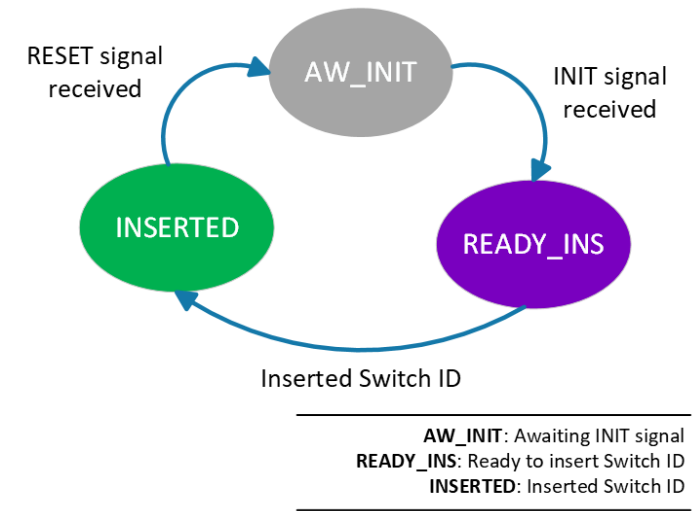 RESET signal
received
AW_INIT
INIT signal
received
INSERTED
READY_INS
Inserted Switch ID
AW_INIT: Awaiting INIT signal
READY_INS: Ready to insert Switch ID
INSERTED: Inserted Switch ID